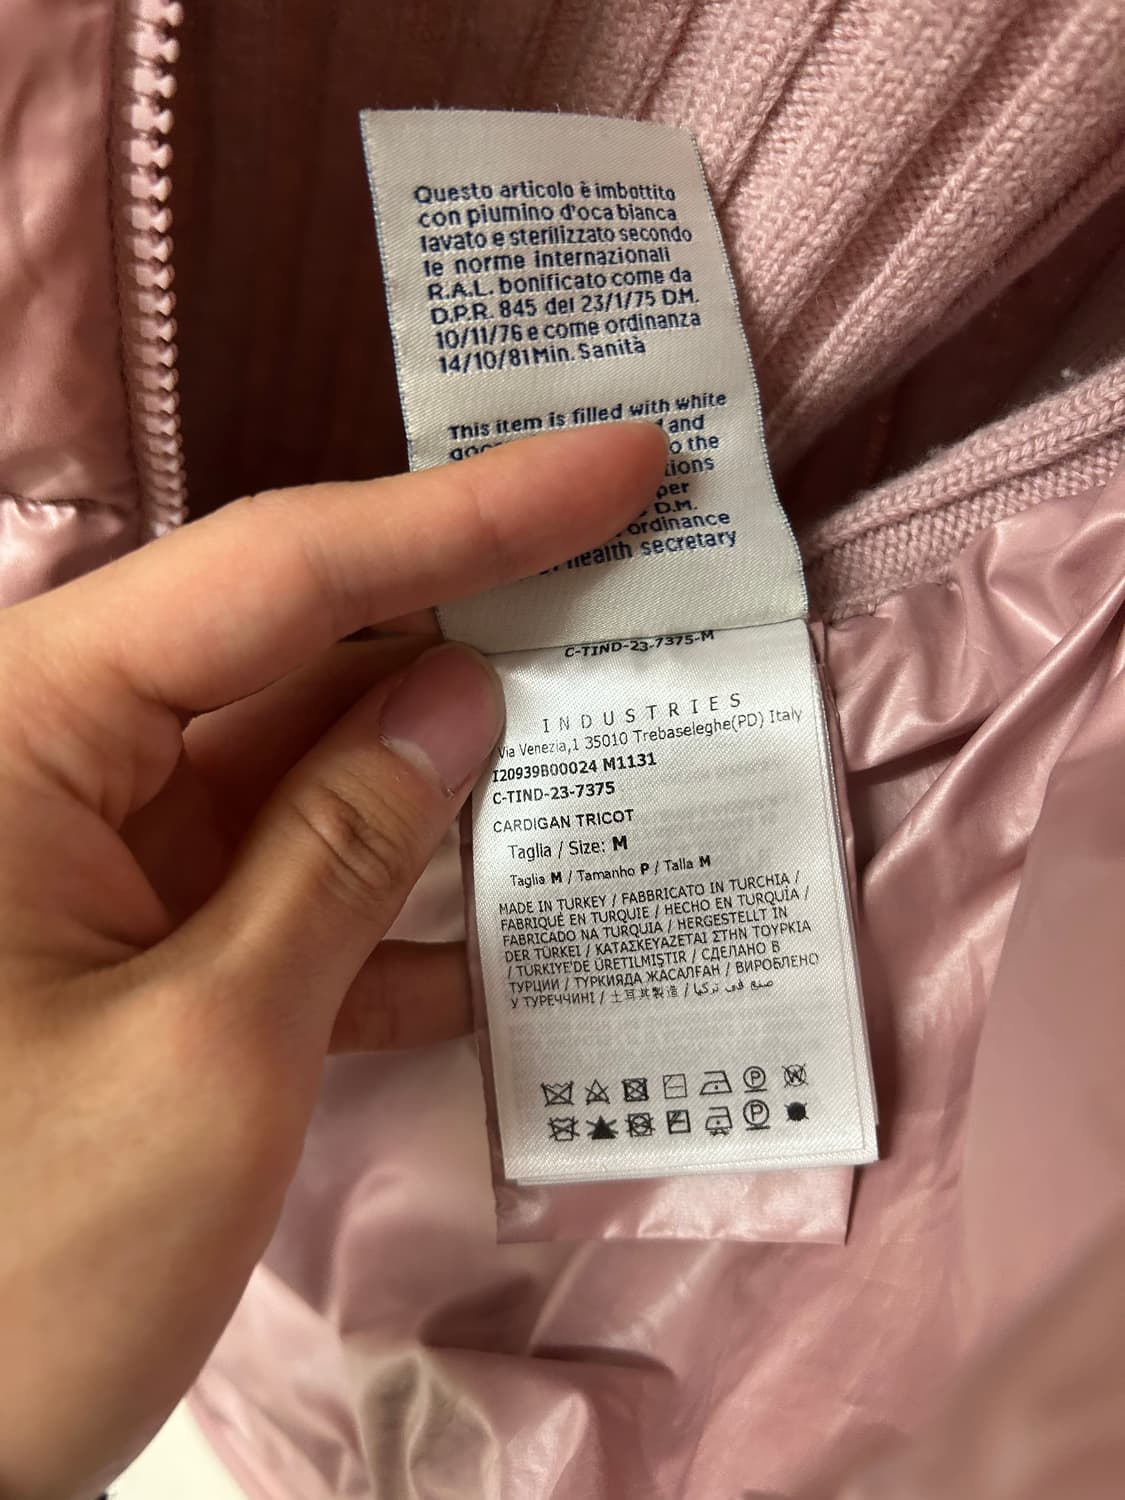 Questo articolo è imbottito
con piumino d'oca bianca
lavato e sterilizzato secondo
le norme internazionali
R.A.L. bonificato come da
D.P.R. 845 del 23/1/75 D.M.
10/11/76 e come ordinanza
14/10/81 Min. Sanità
This item is filled with white
and
the
D.M.
ordinance
health secretary
C-TIND-23-7375-M
INDUSTRIES
Via Venezia,1 35010 Trebaseleghe(PD) Italy
I20939B00024 M1131
C-TIND-23-7375
CARDIGAN TRICOT
Taglia / Size: M
Taglia M / Tamanho P / Talla M
MADE IN TURKEY / FABBRICATO IN TURCHIA /
FABRIQUÉ EN TURQUIE / HECHO EN TURQUÍA /
FABRICADO NA TURQUIA / HERGESTELLT IN
DER TÜRKEI / ΚΑΤΑΣΚΕΥΑΖΕΤΑΙ ΣΤΗΝ ΤΟΥΡΚΙΑ
/ TÜRKIYE'DE ÜRETILMIŞTIR / СДЕЛАНО В
ТУРЦИИ / ТҮРКИЯДА ЖАСАЛҒАН / ВИРОБЛЕНО
У ТУРЕЧЧИНІ / 土耳其製造 / صنع في تركيا
P W
P